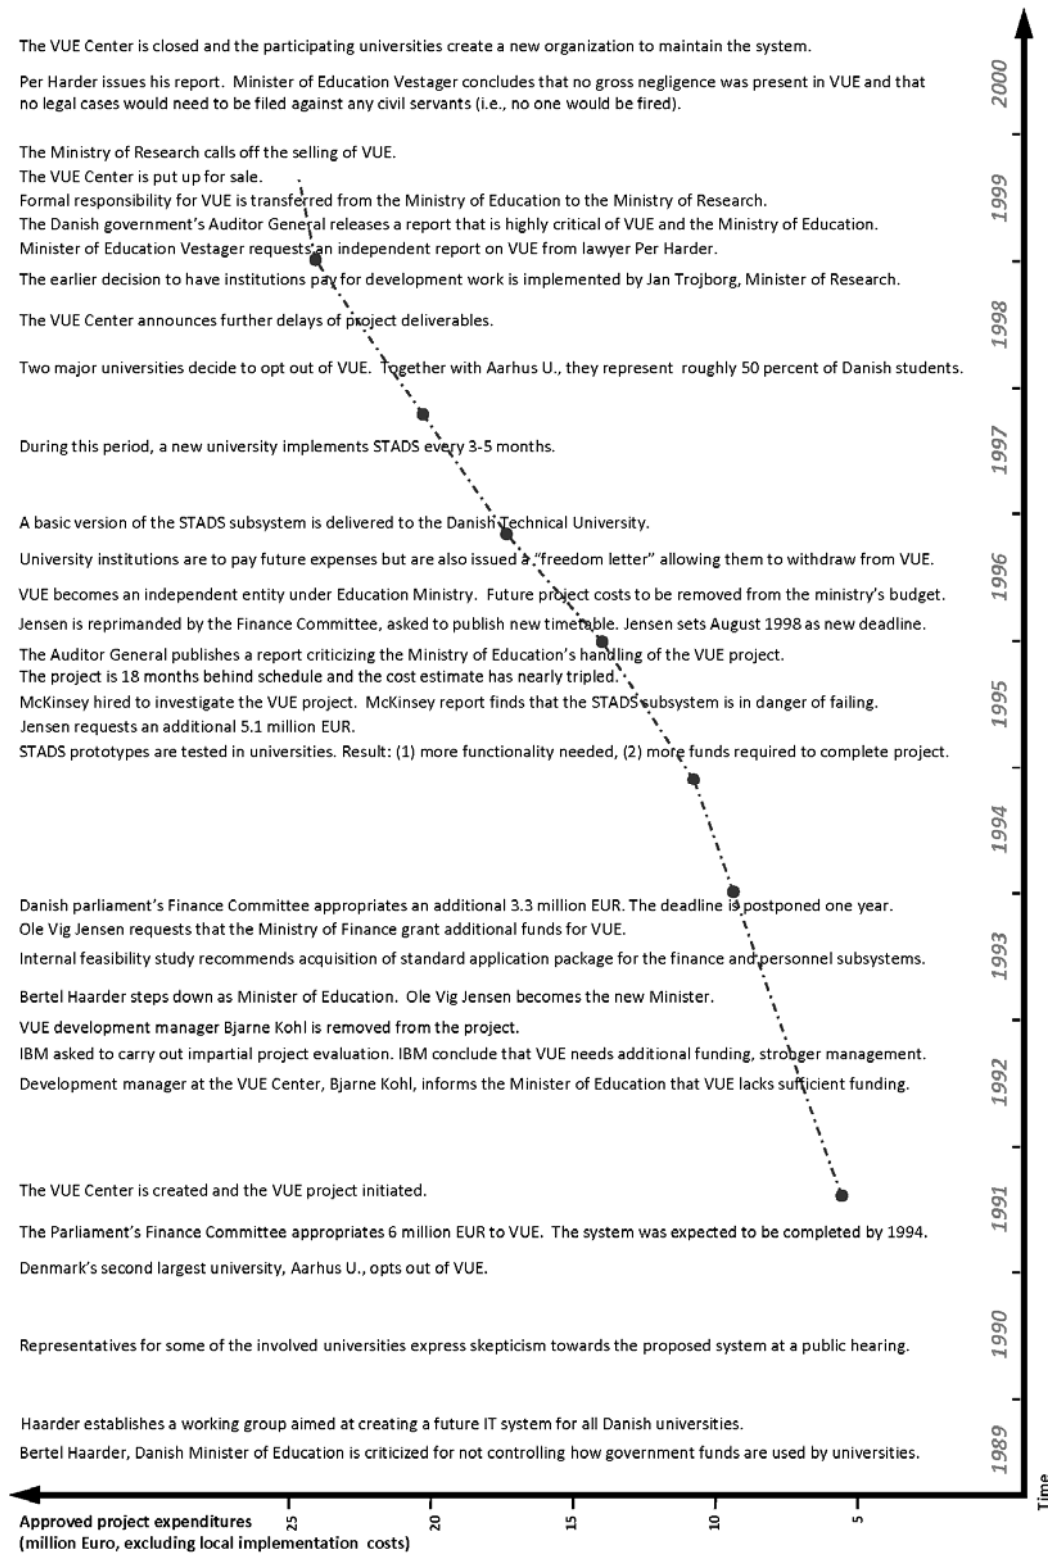 The VUE Center is closed and the participating universities create a new organization to maintain the system.
Per Harder issues his report. Minister of Education Vestager concludes that no gross negligence was present in VUE and that
no legal cases would need to be filed against any civil servants (i.e., no one would be fired).
2000
The Ministry of Research calls off the selling of VUE.
The VUE Center is put up for sale.
Formal responsibility for VUE is transferred from the Ministry of Education to the Ministry of Research.
1999
The Danish government's Auditor General releases a report that is highly critical of VUE and the Ministry of Education.
Minister of Education Vestager requests an independent report on VUE from lawyer Per Harder.
The earlier decision to have institutions pay for development work is implemented by Jan Trojborg, Minister of Research.
The VUE Center announces further delays of project deliverables.
1998
Two major universities decide to opt out of VUE. Together with Aarhus U., they represent roughly 50 percent of Danish students.
During this period, a new university implements STADS every 3-5 months.
1997
A basic version of the STADS subsystem is delivered to the Danish Technical University.
University institutions are to pay future expenses but are also issued a "freedom letter" allowing them to withdraw from VUE.
1996
VUE becomes an independent entity under Education Ministry. Future project costs to be removed from the ministry's budget.
Jensen is reprimanded by the Finance Committee, asked to publish new timetable. Jensen sets August 1998 as new deadline.
The Auditor General publishes a report criticizing the Ministry of Education's handling of the VUE project.
The project is 18 months behind schedule and the cost estimate has nearly tripled.
McKinsey hired to investigate the VUE project. McKinsey report finds that the STADS subsystem is in danger of failing.
1995
Jensen requests an additional 5.1 million EUR.
STADS prototypes are tested in universities. Result: (1) more functionality needed, (2) more funds required to complete project.
1994
Danish parliament's Finance Committee appropriates an additional 3.3 million EUR. The deadline is postponed one year.
Ole Vig Jensen requests that the Ministry of Finance grant additional funds for VUE.
1993
Internal feasibility study recommends acquisition of standard application package for the finance and personnel subsystems.
Bertel Haarder steps down as Minister of Education. Ole Vig Jensen becomes the new Minister.
VUE development manager Bjarne Kohl is removed from the project.
IBM asked to carry out impartial project evaluation. IBM conclude that VUE needs additional funding, stronger management.
Development manager at the VUE Center, Bjarne Kohl, informs the Minister of Education that VUE lacks sufficient funding.
1992
The VUE Center is created and the VUE project initiated.
1991
The Parliament's Finance Committee appropriates 6 million EUR to VUE. The system was expected to be completed by 1994.
Denmark's second largest university, Aarhus U., opts out of VUE.
Representatives for some of the involved universities express skepticism towards the proposed system at a public hearing.
1990
Haarder establishes a working group aimed at creating a future IT system for all Danish universities.
Bertel Haarder, Danish Minister of Education is criticized for not controlling how government funds are used by universities.
1989
Time
Approved project expenditures
(million Euro, excluding local implementation costs)
25
20
15
10
5